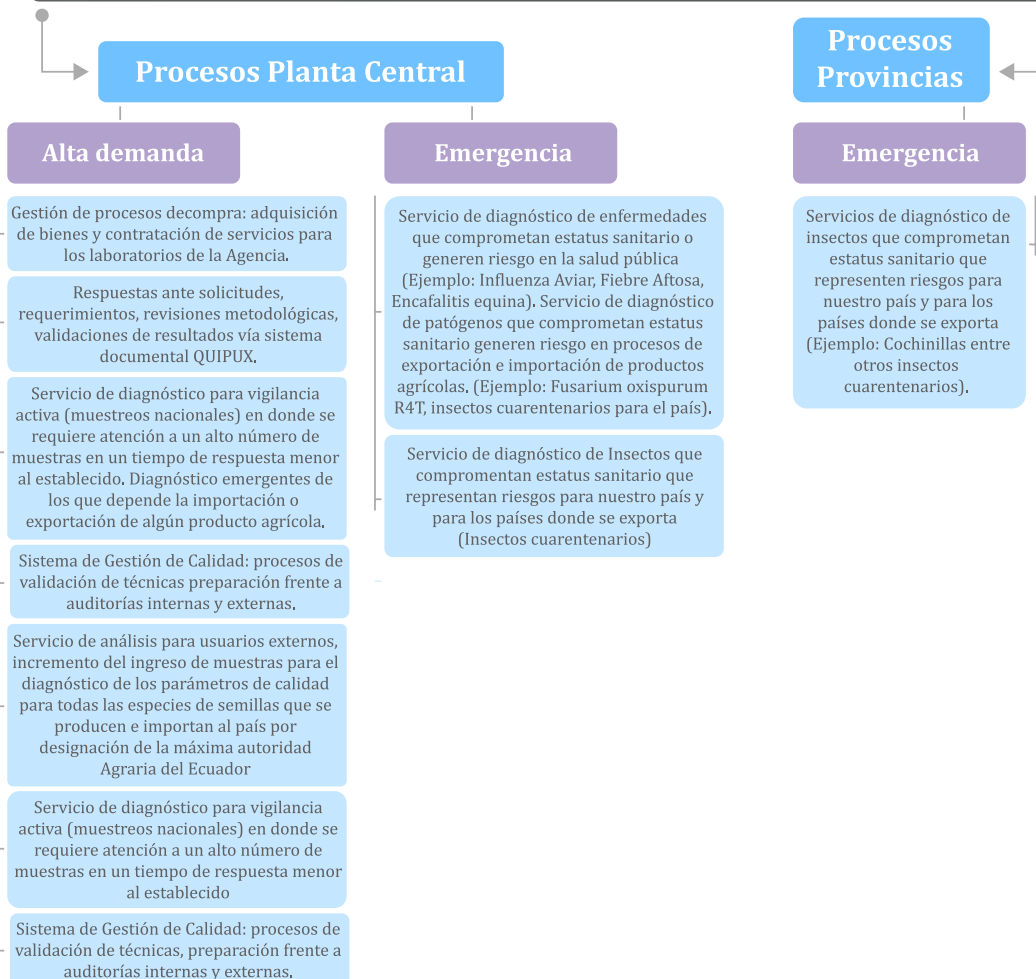 Procesos Planta Central
Alta demanda
Gestión de procesos decompra: adquisición
de bienes y contratación de servicios para
los laboratorios de la Agencia.
Respuestas ante solicitudes,
requerimientos, revisiones metodológicas,
validaciones de resultados vía sistema
documental QUIPUX.
Servicio de diagnóstico para vigilancia
activa (muestreos nacionales) en donde se
requiere atención a un alto número de
muestras en un tiempo de respuesta menor
al establecido. Diagnóstico emergentes de
los que depende la importación o
exportación de algún producto agrícola.
Sistema de Gestión de Calidad: procesos de
validación de técnicas preparación frente a
auditorías internas y externas.
Servicio de análisis para usuarios externos,
incremento del ingreso de muestras para el
diagnóstico de los parámetros de calidad
para todas las especies de semillas que se
producen e importan al país por
designación de la máxima autoridad
Agraria del Ecuador
Servicio de diagnóstico para vigilancia
activa (muestreos nacionales) en donde se
requiere atención a un alto número de
muestras en un tiempo de respuesta menor
al establecido
Sistema de Gestión de Calidad: procesos de
validación de técnicas, preparación frente a
auditorías internas y externas.
Emergencia
Servicio de diagnóstico de enfermedades
que comprometan estatus sanitario o
generen riesgo en la salud pública
(Ejemplo: Influenza Aviar, Fiebre Aftosa,
Encafalitis equina). Servicio de diagnóstico
de patógenos que comprometan estatus
sanitario generen riesgo en procesos de
exportación e importación de productos
agrícolas. (Ejemplo: Fusarium oxispurum
R4T, insectos cuarentenarios para el país).
Servicio de diagnóstico de Insectos que
compromentan estatus sanitario que
representan riesgos para nuestro país y
para los países donde se exporta
(Insectos cuarentenarios)
Procesos
Provincias
Emergencia
Servicios de diagnóstico de
insectos que comprometan
estatus sanitario que
representen riesgos para
nuestro país y para los
países donde se exporta
(Ejemplo: Cochinillas entre
otros insectos
cuarentenarios).